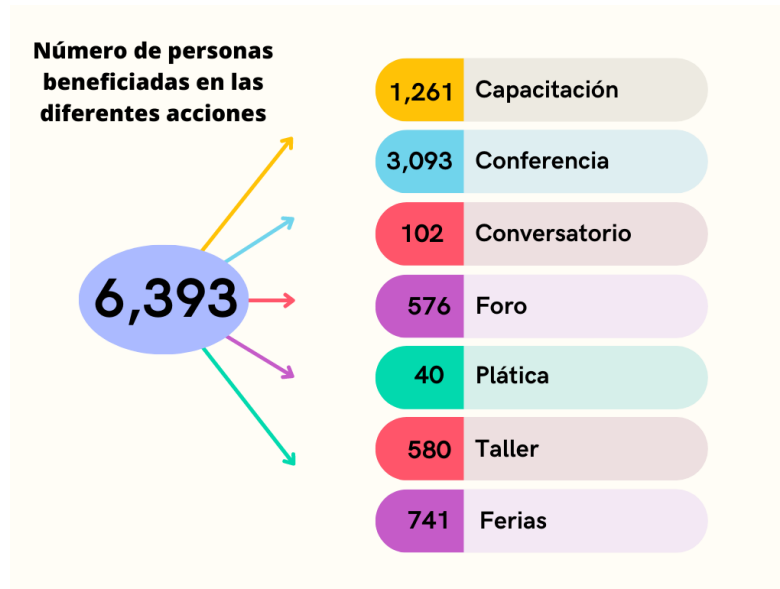 Número de personas
beneficiadas en las
diferentes acciones
6,393
1,261 Capacitación
3,093 Conferencia
102 Conversatorio
576 Foro
40 Plática
580 Taller
741 Ferias